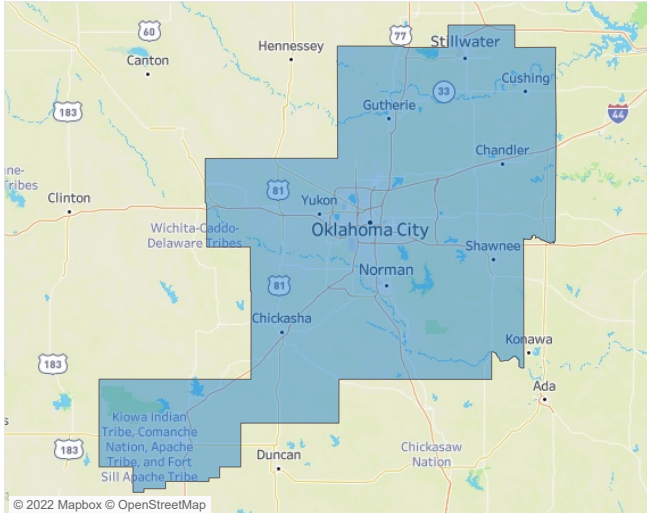 60
77
Stillwater
Hennessey
Canton
Cushing
33
Gutherie
183
44
Chandler
ne-
Tribes
Clinton
81
Yukon
Wichita-Caddo-
Delaware Tribes
Oklahoma City
Shawnee
Norman
81
Chickasha
Konawa
183
Ada
Kiowa Indian
Tribe, Comanche
Nation, Apache
Tribe, and Fort
Sill Apache Tribe
s
183
Duncan
Chickasaw
Nation
© 2022 Mapbox © OpenStreetMap